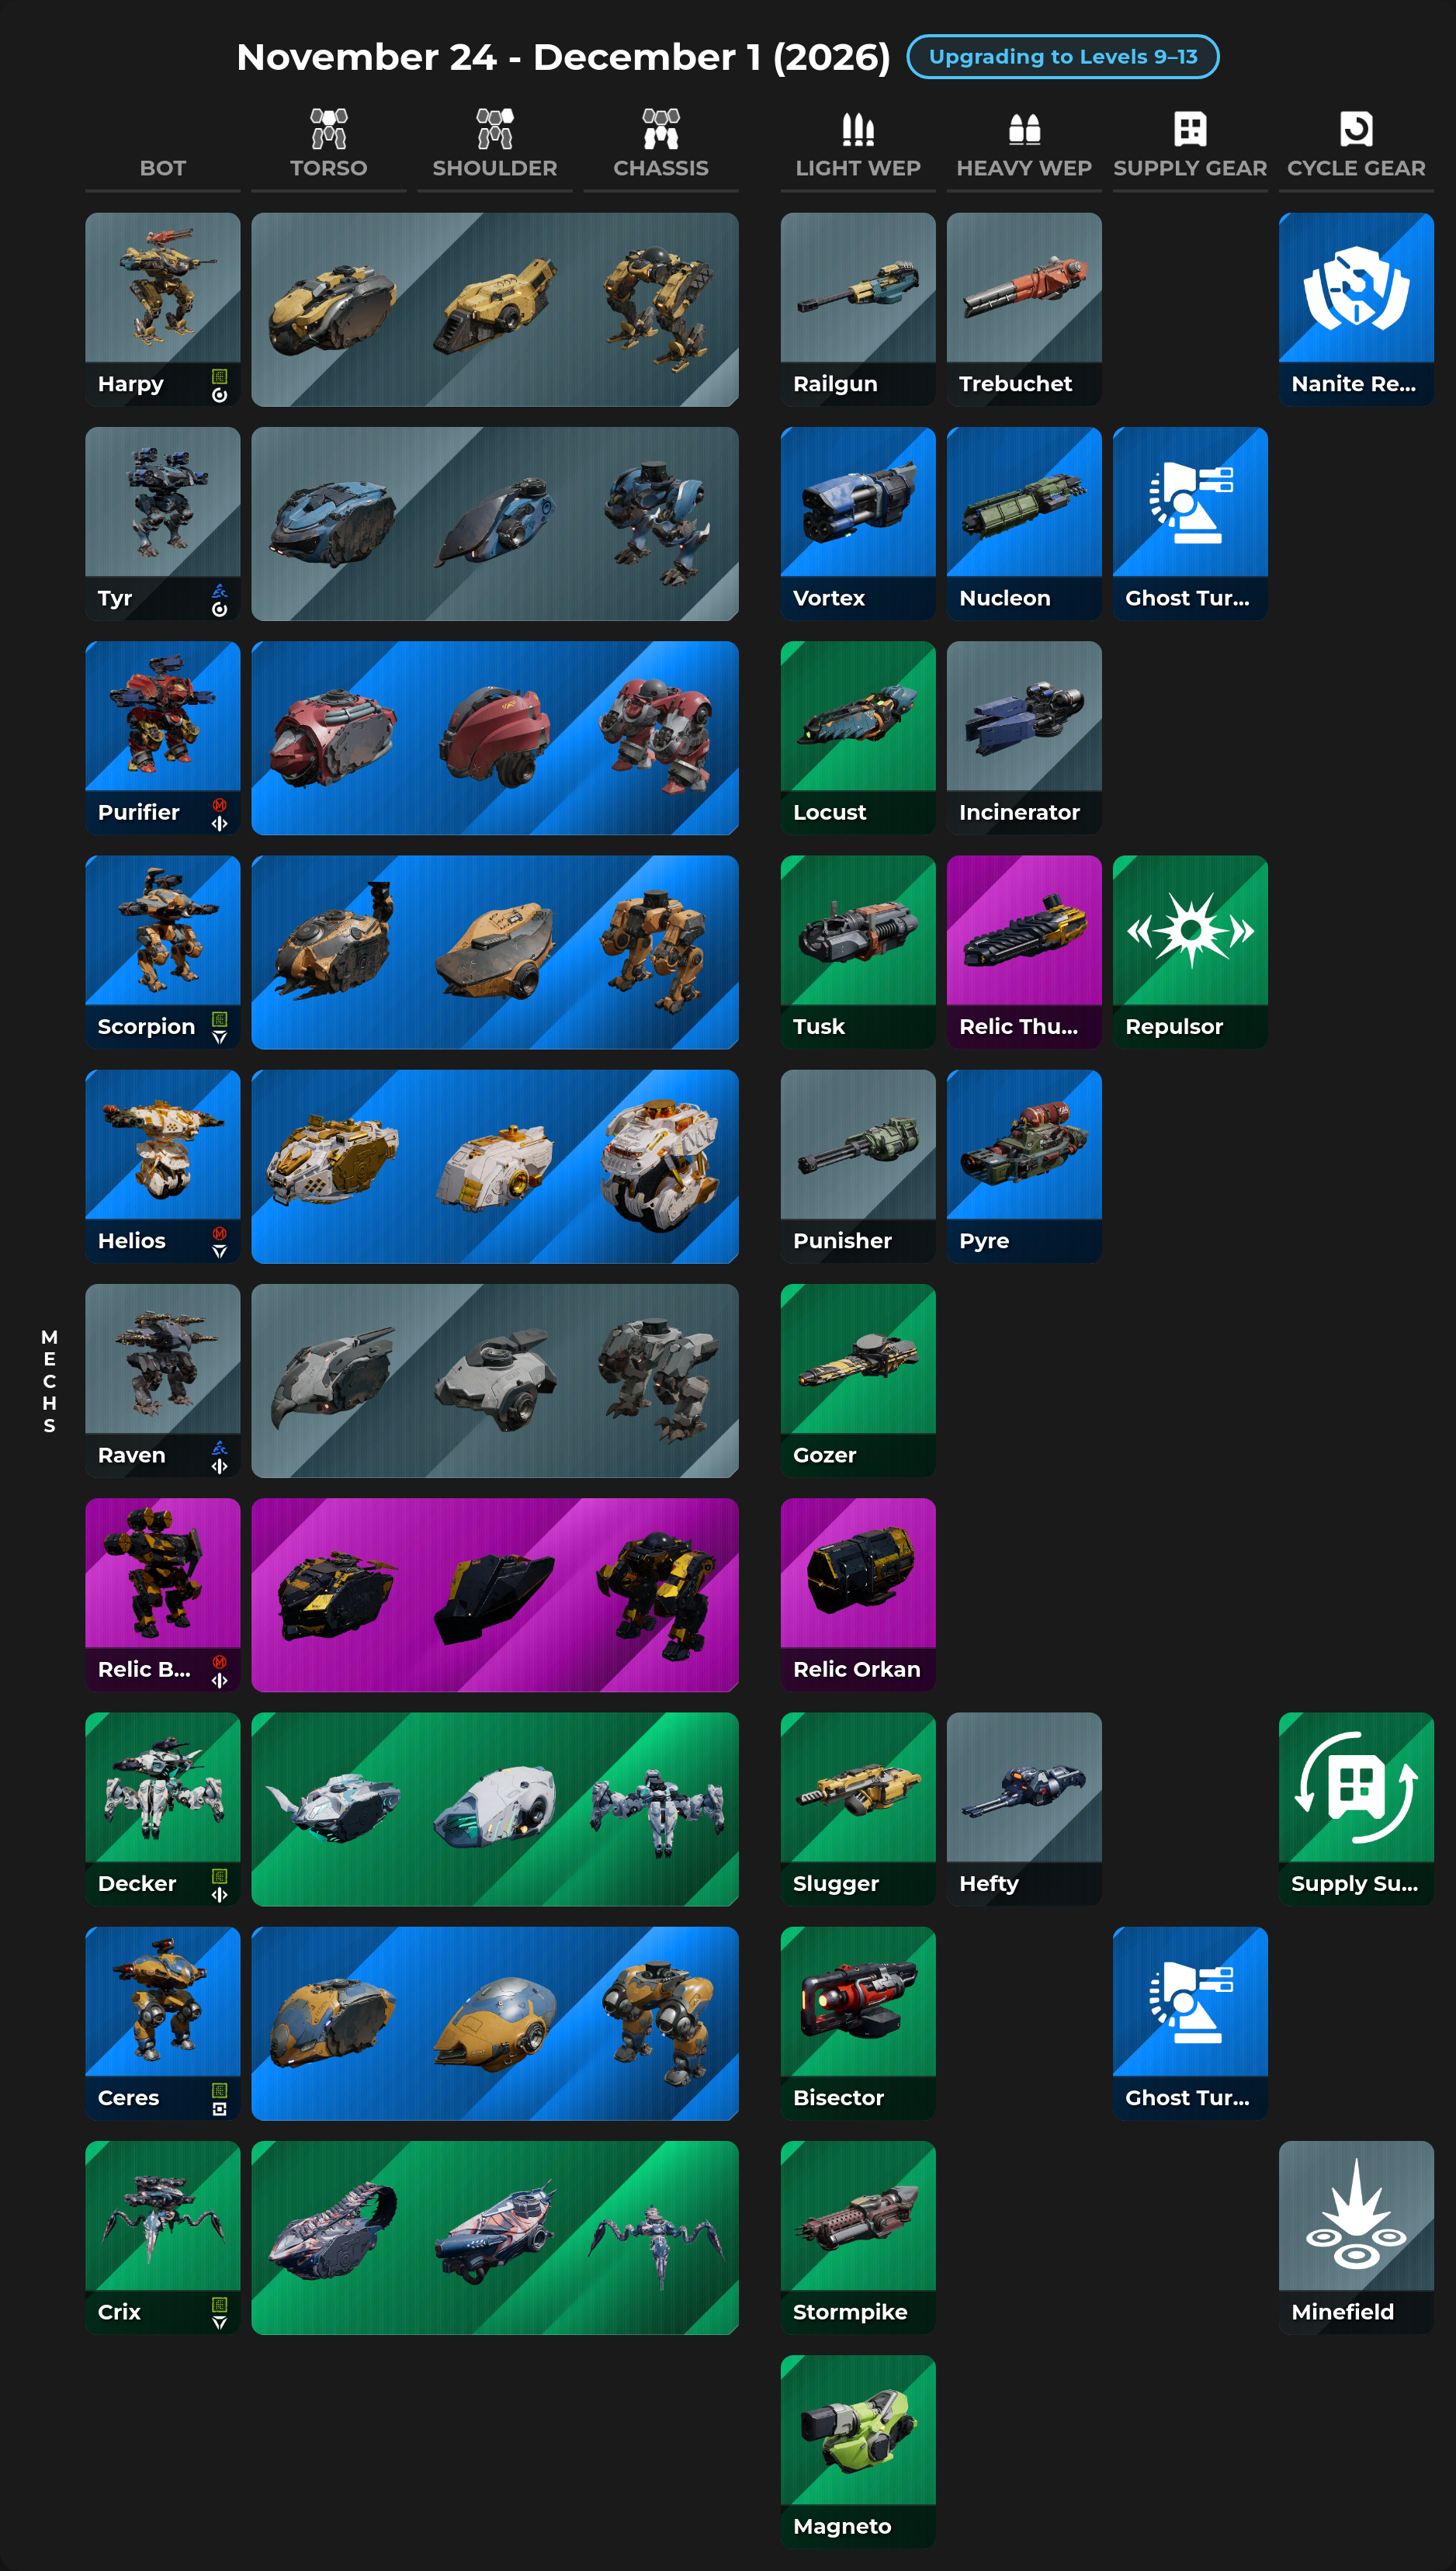 November 24 - December 1 (2026) Upgrading to Levels 9–13
BOT TORSO SHOULDER CHASSIS LIGHT WEP HEAVY WEP SUPPLY GEAR CYCLE GEAR
Harpy Railgun Trebuchet Nanite Re...
Tyr Vortex Nucleon Ghost Tur...
Purifier Locust Incinerator
Scorpion Tusk Relic Thu... Repulsor
Helios Punisher Pyre
MECHS
Raven Gozer
Relic B... Relic Orkan
Decker Slugger Hefty Supply Su...
Ceres Bisector Ghost Tur...
Crix Stormpike Minefield
Magneto